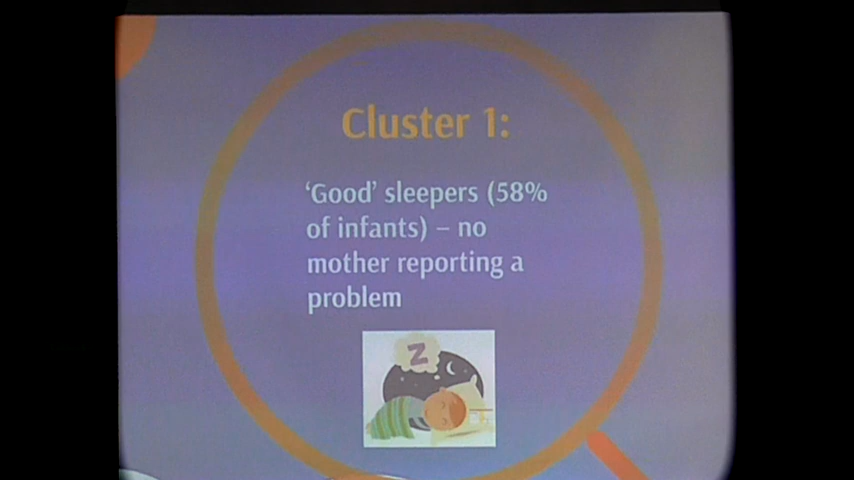 Cluster 1:
‘Good’ sleepers (58%
of infants) – no
mother reporting a
problem
Z